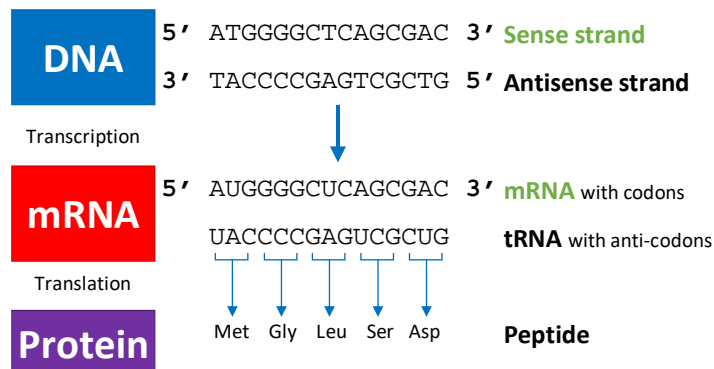 5’ ATGGGGCTCAGCGAC 3’ Sense strand
DNA
3’ TACCCCGAGTCGCTG 5’ Antisense strand
Transcription
5’ AUGGGGCUCAGCGAC 3’ mRNA with codons
mRNA
UACCCCGAGUCGCUG tRNA with anti-codons
Translation
Met Gly Leu Ser Asp Peptide
Protein